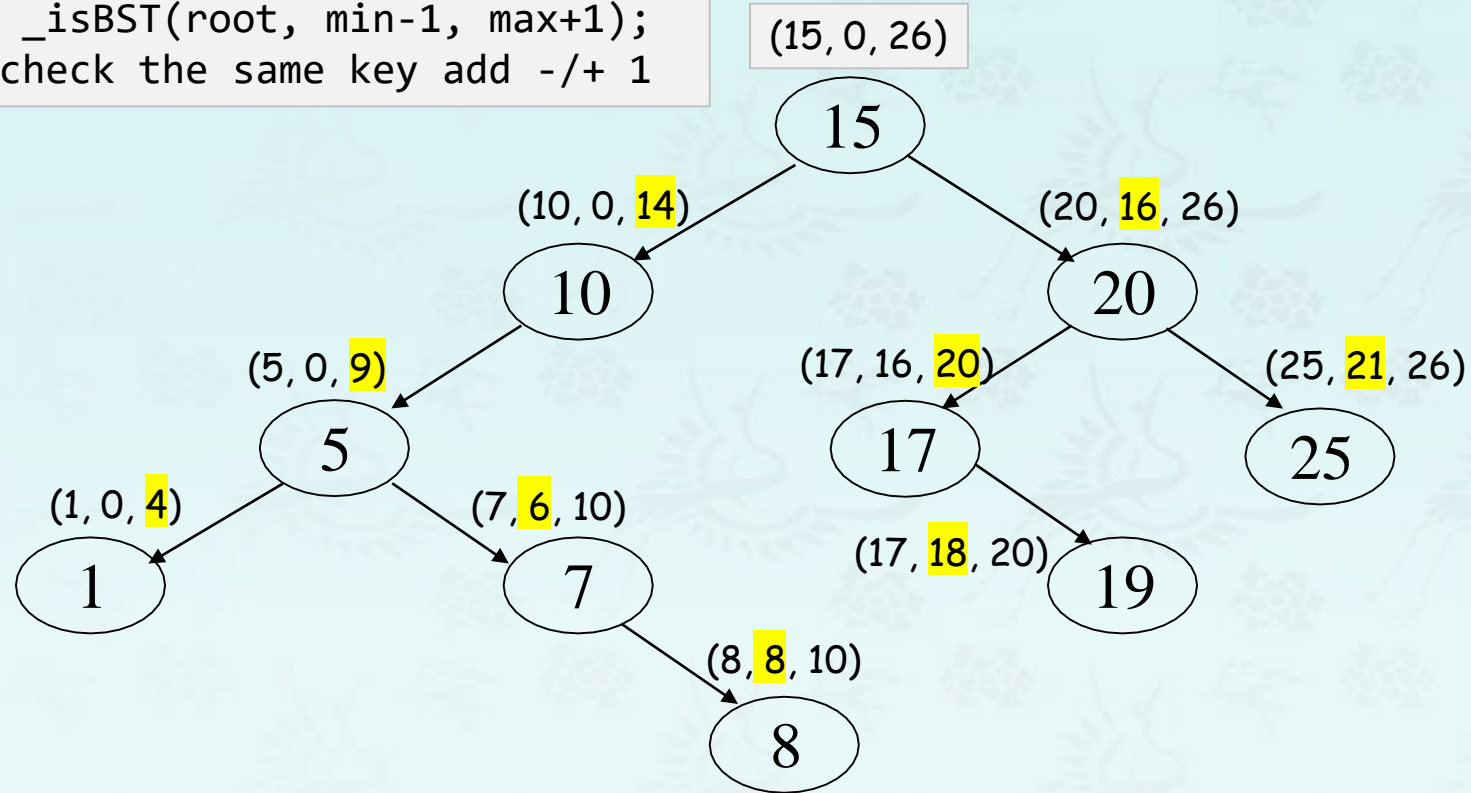 _isBST(root, min-1, max+1);
check the same key add -/+ 1
(15, 0, 26)
15
(10, 0, 14)
(20, 16, 26)
10
20
(5, 0, 9)
(17, 16, 20)
(25, 21, 26)
5
17
25
(1, 0, 4)
(7, 6, 10)
(17, 18, 20)
1
7
19
(8, 8, 10)
8